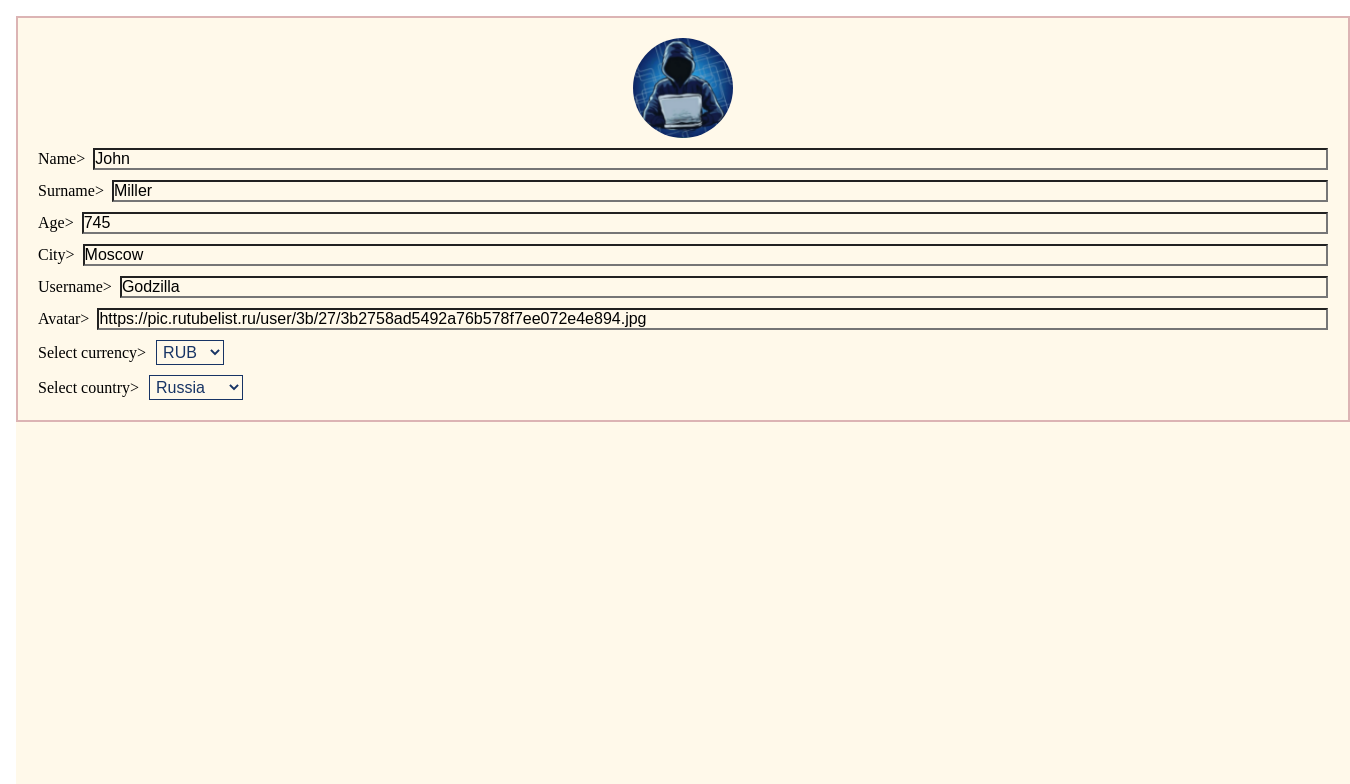 Name> John
Surname> Miller
Age> 745
City> Moscow
Username> Godzilla
Avatar> https://pic.rutubelist.ru/user/3b/27/3b2758ad5492a76b578f7ee072e4e894.jpg
Select currency> RUB
Select country> Russia